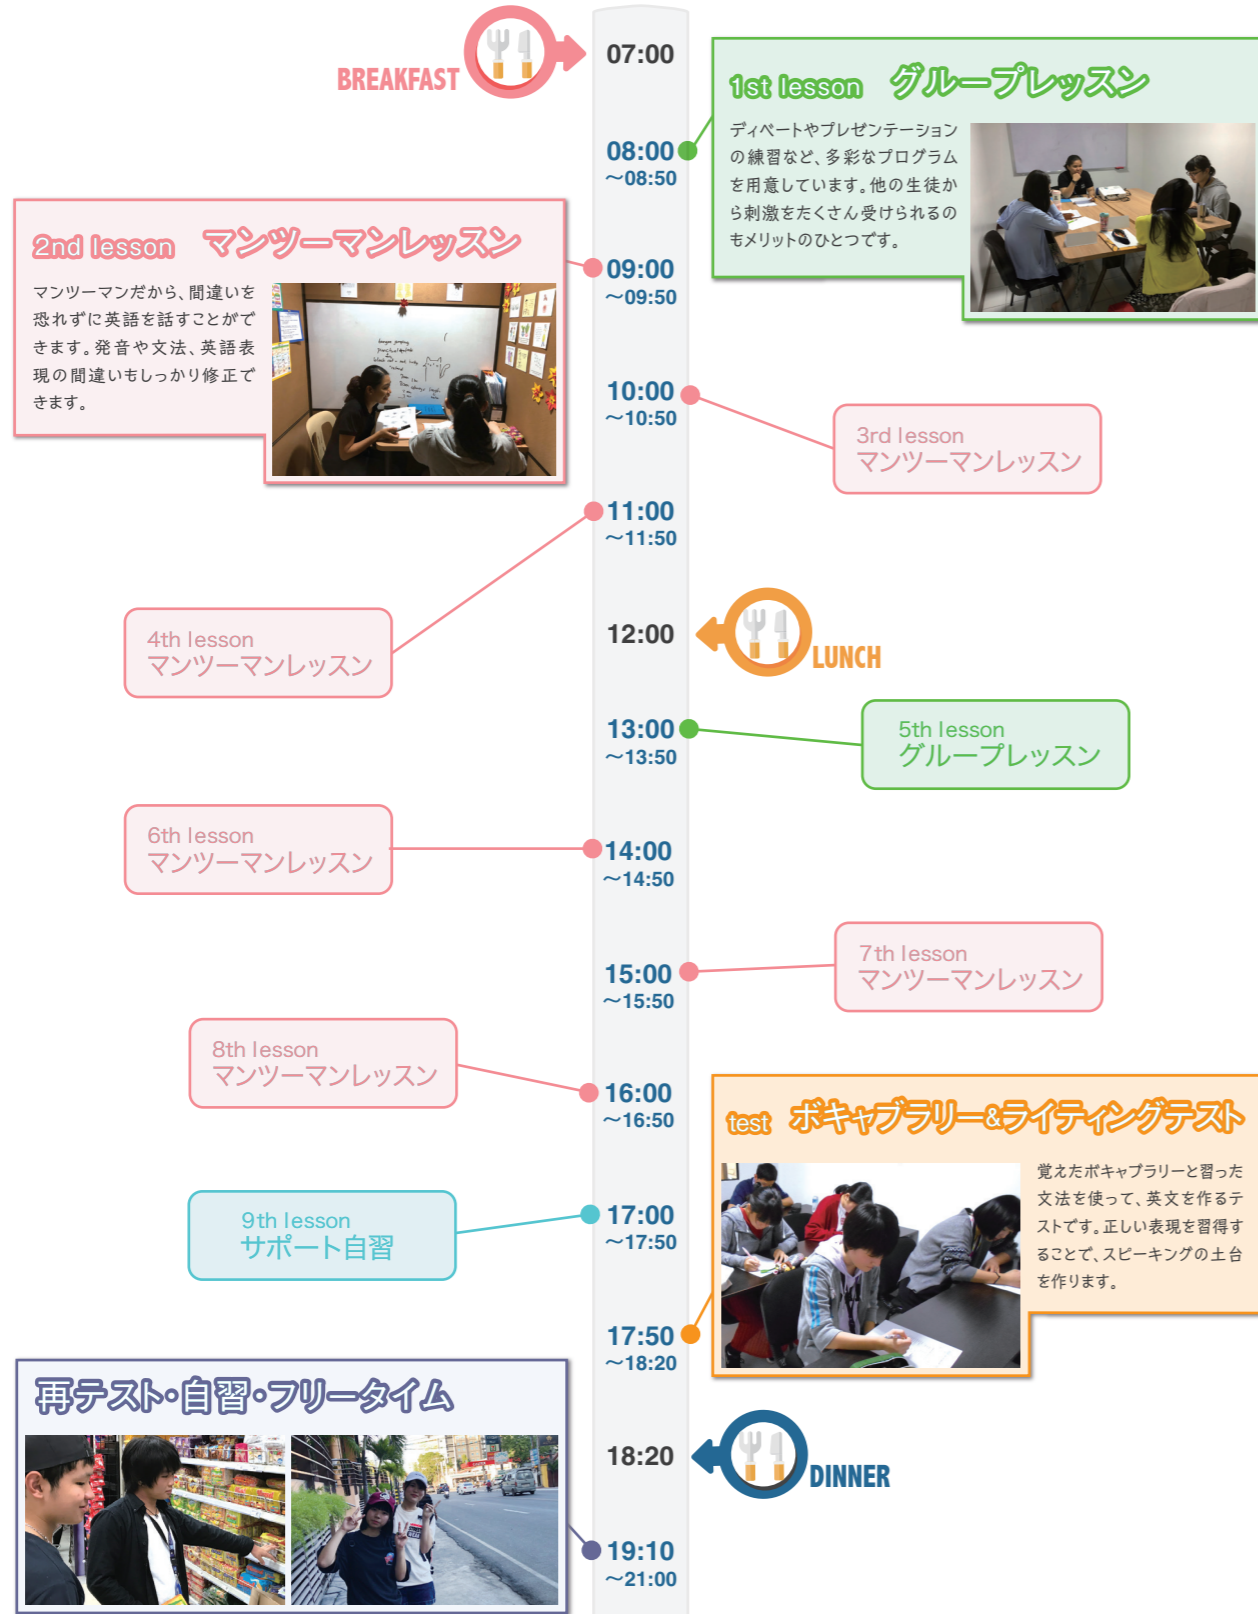 BREAKFAST
07:00
1st lesson グループレッスン
ディベートやプレゼンテーション
の練習など、多彩なプログラム
を用意しています。他の生徒か
ら刺激をたくさん受けられるの
もメリットのひとつです。
08:00
～08:50
2nd lesson マンツーマンレッスン
マンツーマンだから、間違いを
恐れずに英語を話すことがで
きます。発音や文法、英語表
現の間違いもしっかり修正で
きます。
09:00
～09:50
10:00
～10:50
3rd lesson
マンツーマンレッスン
11:00
～11:50
4th lesson
マンツーマンレッスン
12:00
LUNCH
13:00
～13:50
5th lesson
グループレッスン
6th lesson
マンツーマンレッスン
14:00
～14:50
7th lesson
マンツーマンレッスン
15:00
～15:50
8th lesson
マンツーマンレッスン
16:00
～16:50
9th lesson
サポート自習
17:00
～17:50
test ボキャブラリー&ライティングテスト
覚えたボキャブラリーと習った
文法を使って、英文を作るテ
ストです。正しい表現を習得す
ることで、スピーキングの土台
を作ります。
17:50
～18:20
18:20
DINNER
再テスト・自習・フリータイム
19:10
～21:00